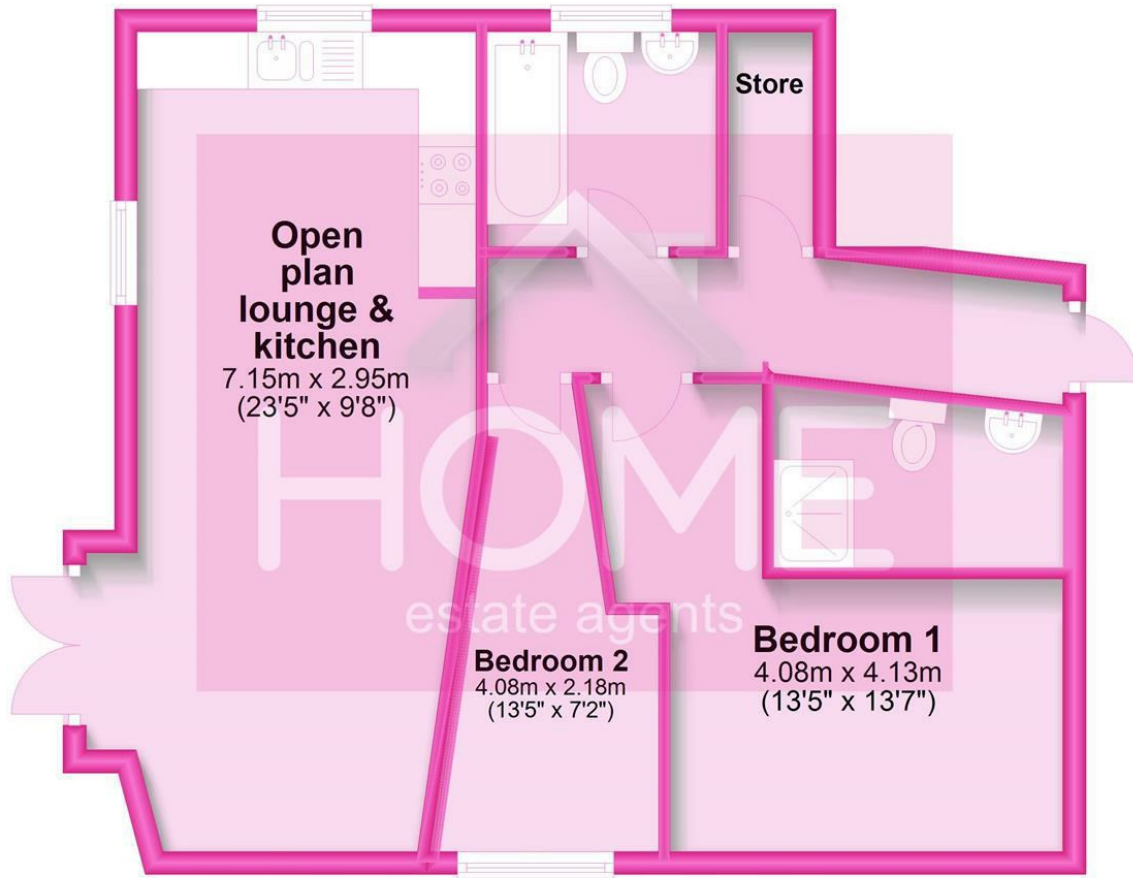 Store
Open
plan
lounge &
kitchen
7.15m x 2.95m
(23'5" x 9'8")
HOME
estate agents
Bedroom 2
4.08m x 2.18m
(13'5" x 7'2")
Bedroom 1
4.08m x 4.13m
(13'5" x 13'7")